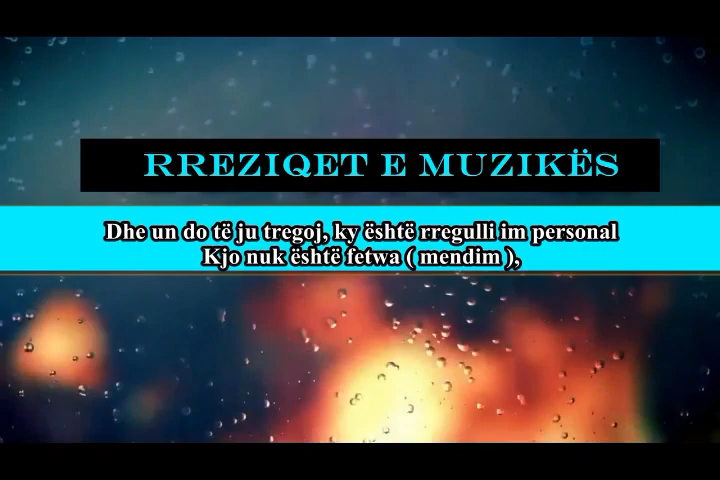 RREZIQET E MUZIKËS
Dhe un do të ju tregoj, ky është rregulli im personal
Kjo nuk është fetwa ( mendim ),